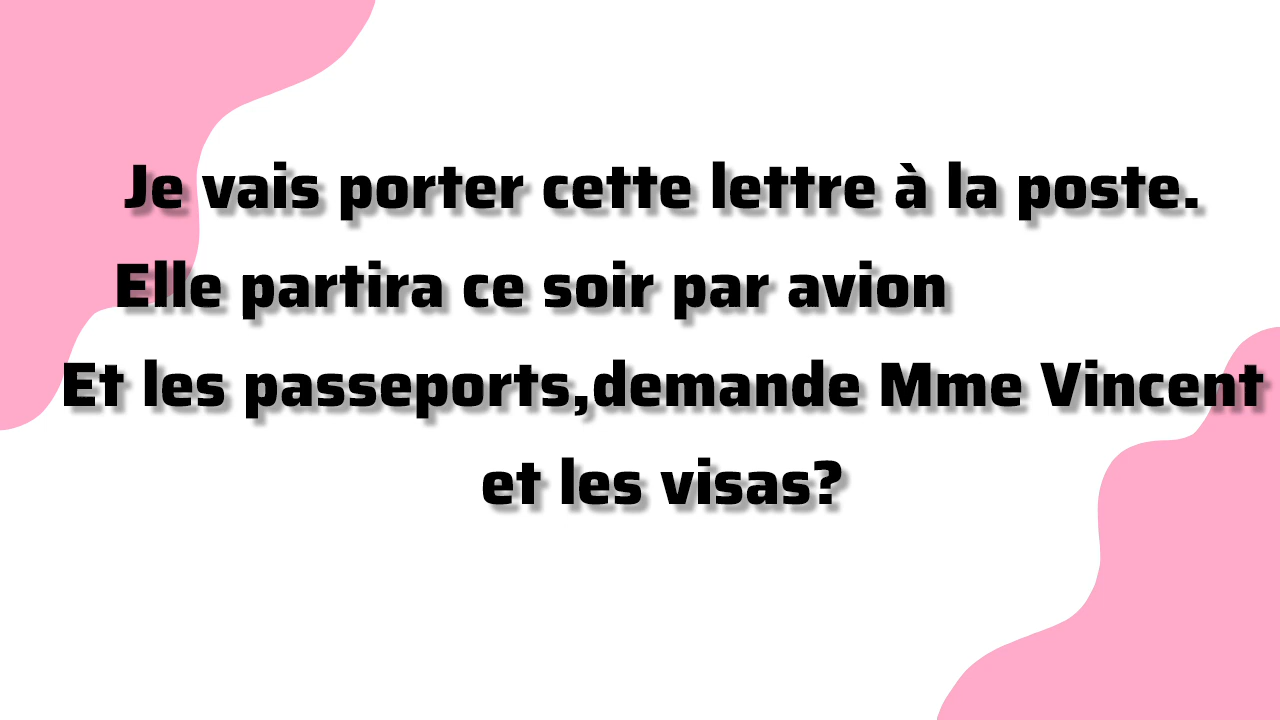 Je vais porter cette lettre à la poste.
Elle partira ce soir par avion
Et les passeports,demande Mme Vincent
et les visas?